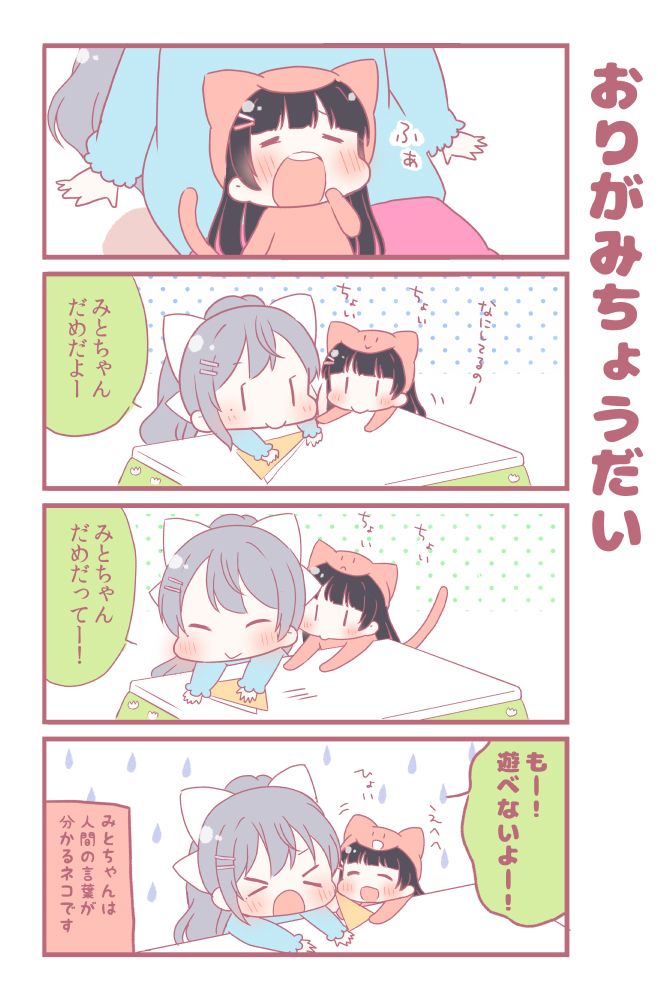 おりがみちょうだい
ふぁ
なにしてるのー
ちょい
ちょい
みとちゃん
だめだよー
ちょい
ちょい
みとちゃん
だめだってー！
もー！
遊べないよー！
えへへ
ひょい
みとちゃんは
人間の言葉が
分かるネコです